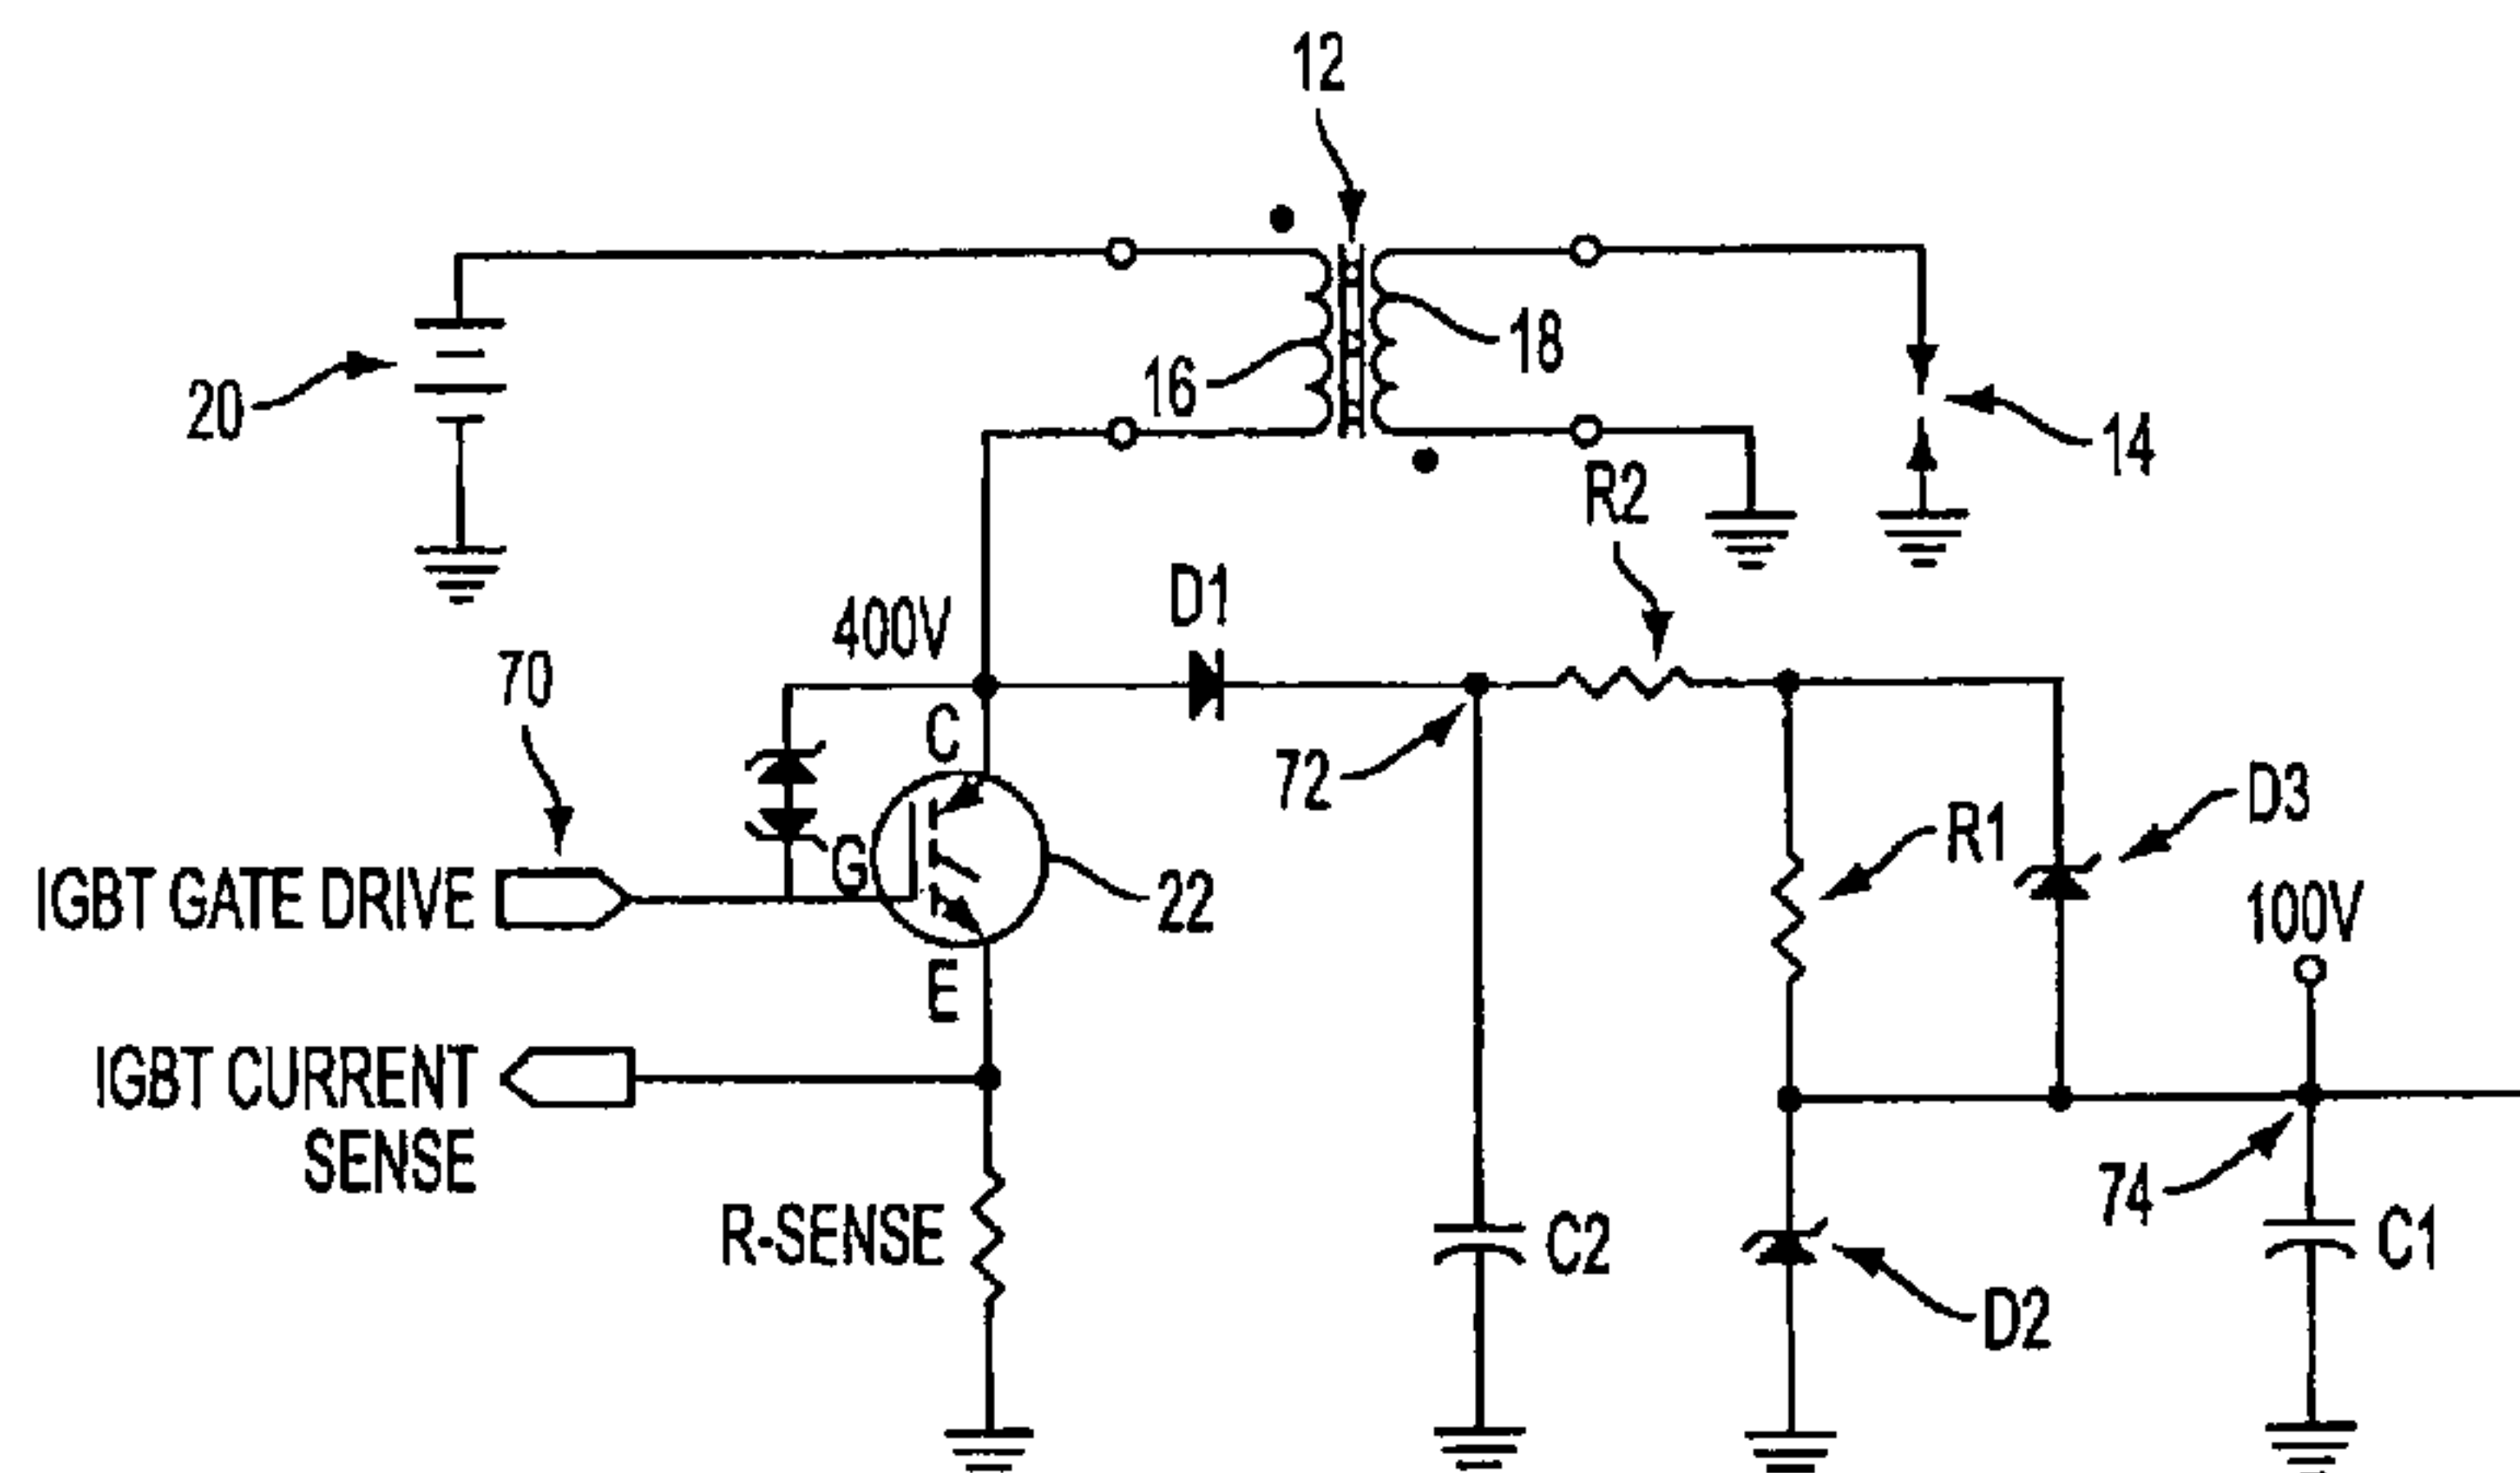 12
20
16
18
14
R2
400V
D1
70
C
72
D3
R1
G
IGBT GATE DRIVE
22
100V
E
IGBT CURRENT
SENSE
74
R-SENSE
C2
C1
D2